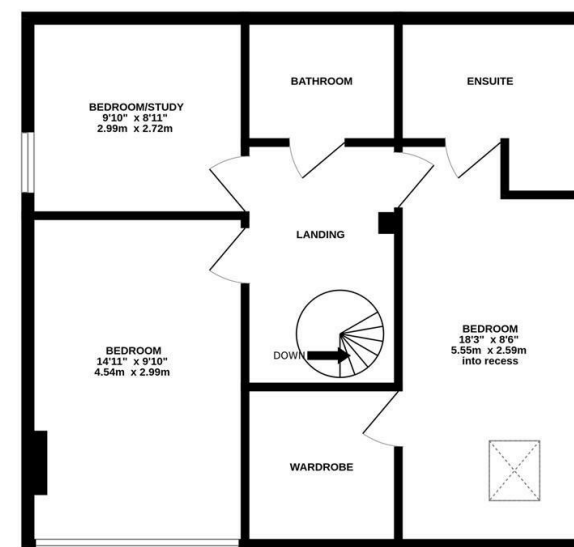 BATHROOM
ENSUITE
BEDROOM/STUDY
9'10" x 8'11"
2.99m x 2.72m
LANDING
BEDROOM
18'3" x 8'6"
5.55m x 2.59m
into recess
DOWN
BEDROOM
14'11" x 9'10"
4.54m x 2.99m
WARDROBE